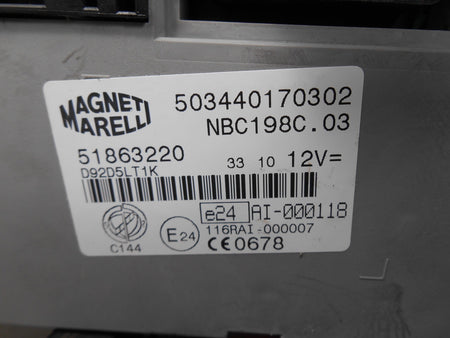 MAGNETI
MARELLI
503440170302
NBC198C.03
51863220
33 10 12V=
D92D5LT1K
e24 AI-000118
E24
116RAI-000007
C144
CE0678